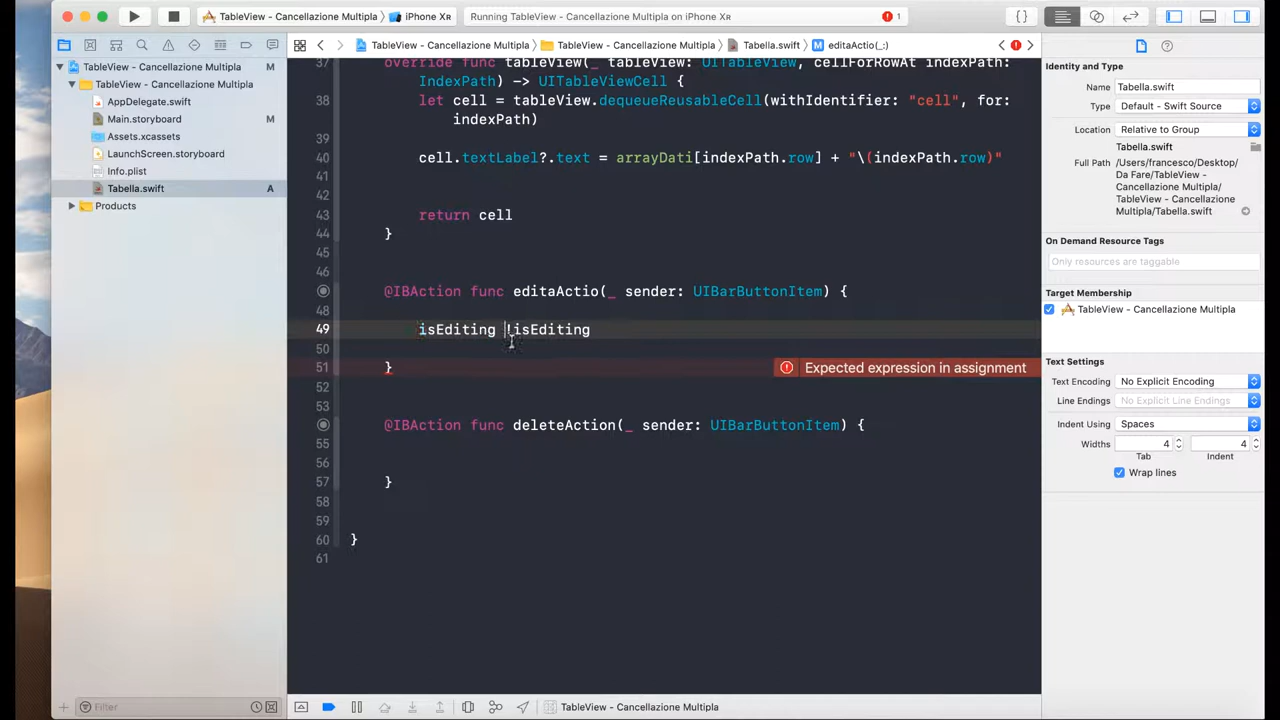 TableView - Cancellazione Multipla
iPhone Xʀ
Running TableView - Cancellazione Multipla on iPhone Xʀ
1
{}
TableView - Cancellazione Multipla
TableView - Cancellazione Multipla
Tabella.swift
M
editaActio(_:)
TableView - Cancellazione Multipla
M
TableView - Cancellazione Multipla
AppDelegate.swift
Main.storyboard
M
Assets.xcassets
LaunchScreen.storyboard
Info.plist
Tabella.swift
A
Products
Filter
37 override func tableView(_ tableView: UITableView, cellForRowAt indexPath:
IndexPath) -> UITableViewCell {
38 let cell = tableView.dequeueReusableCell(withIdentifier: "cell", for:
indexPath)
39
40 cell.textLabel?.text = arrayDati[indexPath.row] + "\(indexPath.row)"
41
42
43 return cell
44 }
45
46
47 @IBAction func editaActio(_ sender: UIBarButtonItem) {
48
49 isEditing !isEditing
50
51 }
Expected expression in assignment
52
53
54 @IBAction func deleteAction(_ sender: UIBarButtonItem) {
55
56
57 }
58
59
60 }
61
TableView - Cancellazione Multipla
Identity and Type
Name Tabella.swift
Type Default - Swift Source
Location Relative to Group
Tabella.swift
Full Path /Users/francesco/Desktop/
Da Fare/TableView -
Cancellazione Multipla/
TableView - Cancellazione
Multipla/Tabella.swift
On Demand Resource Tags
Only resources are taggable
Target Membership
TableView - Cancellazione Multipla
Text Settings
Text Encoding No Explicit Encoding
Line Endings No Explicit Line Endings
Indent Using Spaces
Widths 4 4
Tab Indent
Wrap lines